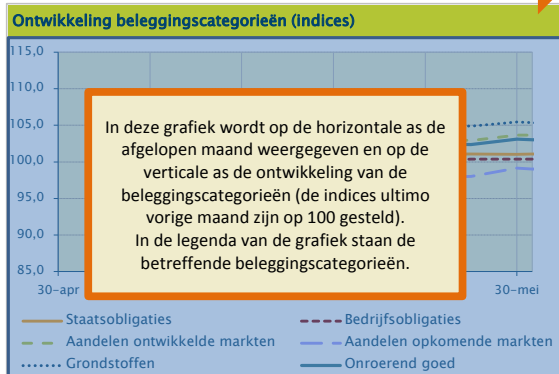 Ontwikkeling beleggingscategorieën (indices)
115,0
110,0
105,0
100,0
95,0
90,0
85,0
In deze grafiek wordt op de horizontale as de
afgelopen maand weergegeven en op de
verticale as de ontwikkeling van de
beleggingscategorieën (de indices ultimo
vorige maand zijn op 100 gesteld).
In de legenda van de grafiek staan de
betreffende beleggingscategorieën.
30-apr 30-mei
Staatsobligaties Bedrijfsobligaties
Aandelen ontwikkelde markten Aandelen opkomende markten
Grondstoffen Onroerend goed